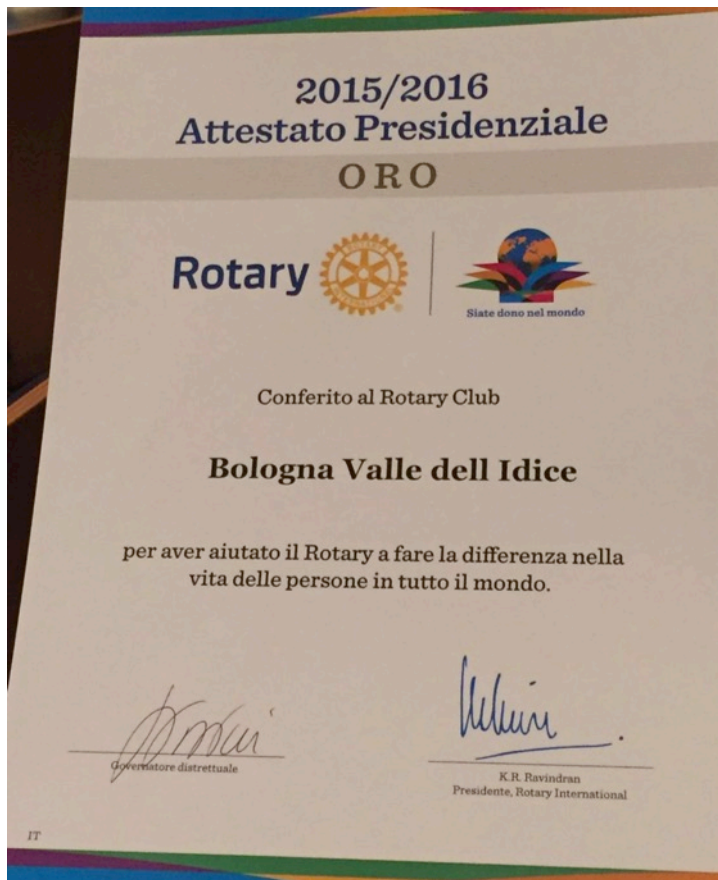 2015/2016
Attestato Presidenziale
ORO
Rotary
ROTARY
INTERNATIONAL
Siate dono nel mondo
Conferito al Rotary Club
Bologna Valle dell Idice
per aver aiutato il Rotary a fare la differenza nella
vita delle persone in tutto il mondo.
Governatore distrettuale
K.R. Ravindran
Presidente, Rotary International
IT